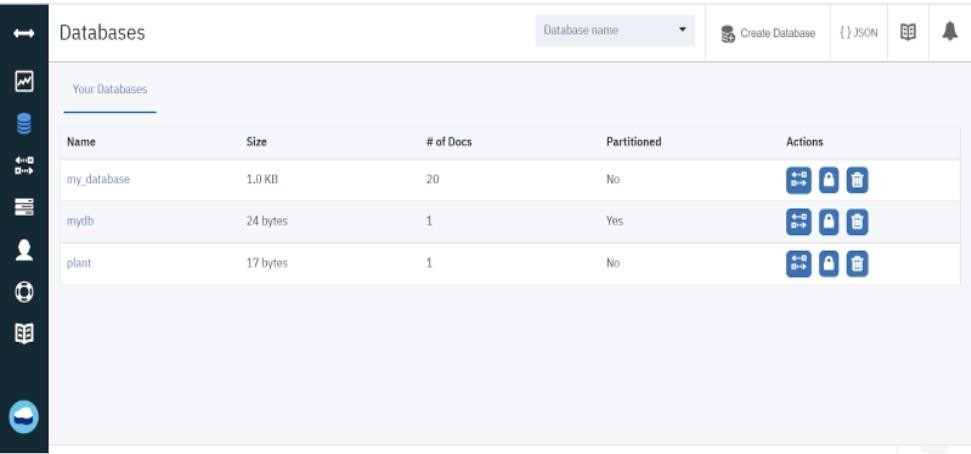 Databases
Database name
Create Database
{ } JSON
Your Databases
Name Size # of Docs Partitioned Actions
my_database 1.0 KB 20 No
mydb 24 bytes 1 Yes
plant 17 bytes 1 No